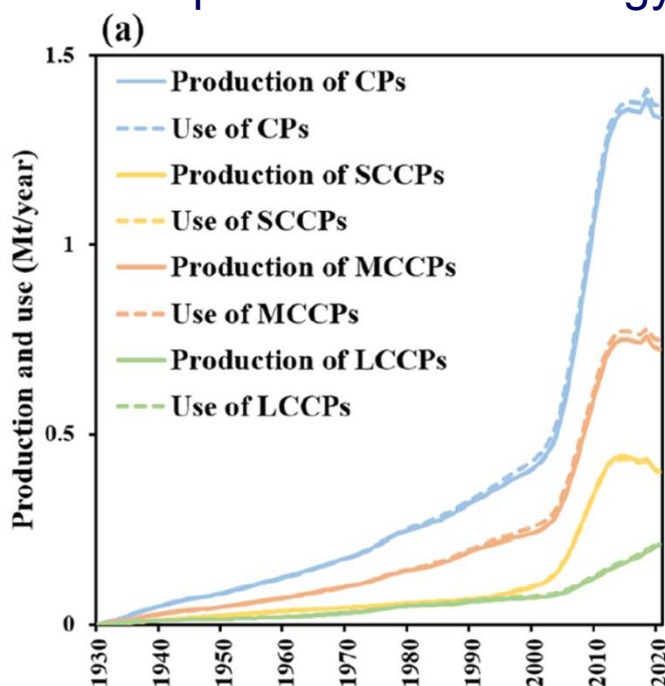 (a)
1.5
1
0.5
0
Production and use (Mt/year)
Production of CPs
Use of CPs
Production of SCCPs
Use of SCCPs
Production of MCCPs
Use of MCCPs
Production of LCCPs
Use of LCCPs
1930
1940
1950
1960
1970
1980
1990
2000
2010
2020